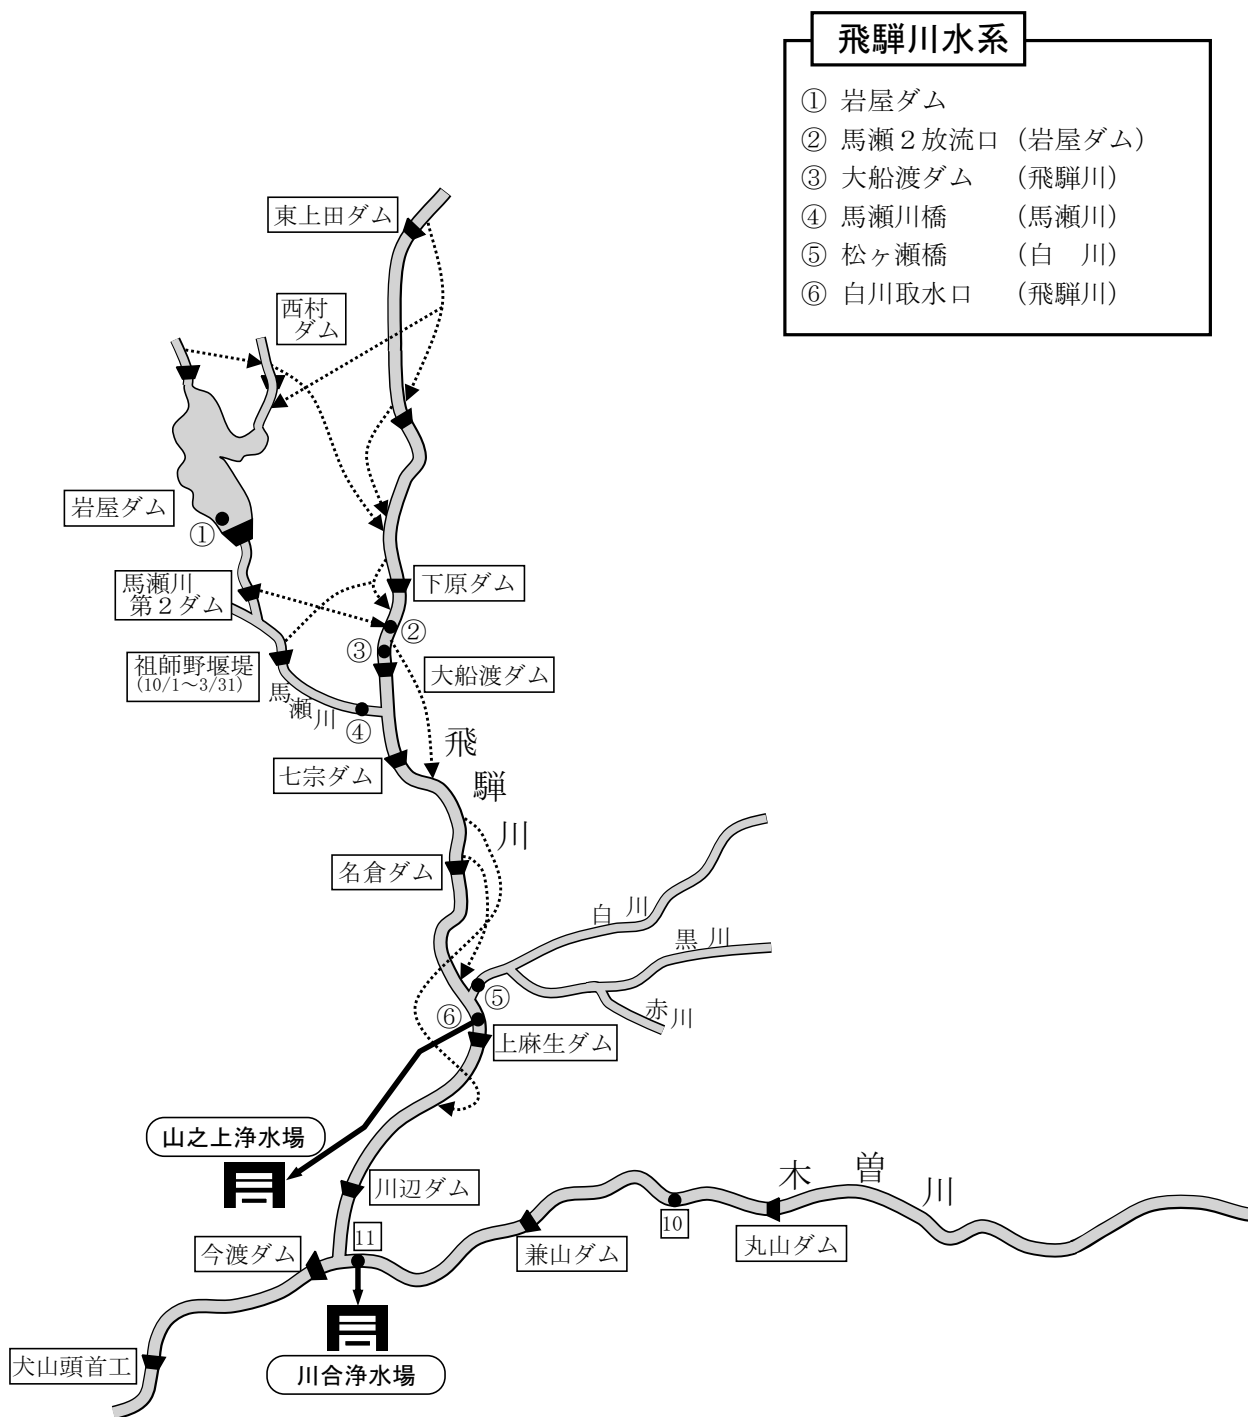 飛騨川水系
① 岩屋ダム
② 馬瀬２放流口（岩屋ダム）
③ 大船渡ダム　（飛騨川）
④ 馬瀬川橋　　（馬瀬川）
⑤ 松ヶ瀬橋　　（白　川）
⑥ 白川取水口　（飛騨川）
東上田ダム
西村
ダム
岩屋ダム
①
馬瀬川
第２ダム
下原ダム
②
③
祖師野堰堤
(10/1～3/31)
大船渡ダム
馬瀬川
④
飛騨川
七宗ダム
名倉ダム
白川
黒川
赤川
⑤
⑥
上麻生ダム
山之上浄水場
川辺ダム
木曽川
10
11
今渡ダム
兼山ダム
丸山ダム
犬山頭首工
川合浄水場